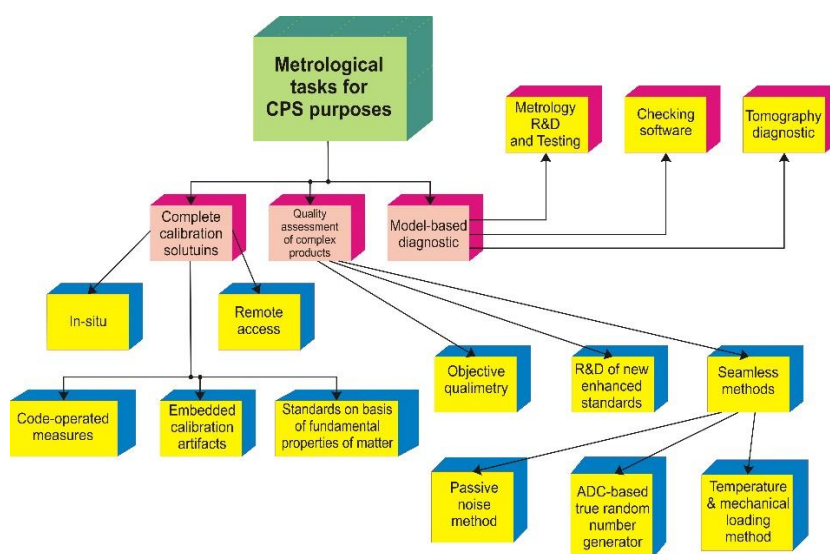 Metrological
tasks for
CPS purposes
Metrology
R&D
and Testing
Checking
software
Tomography
diagnostic
Complete
calibration
solutuins
Quality
assessment
of complex
products
Model-based
diagnostic
In-situ
Remote
access
Objective
qualimetry
R&D of new
enhanced
standards
Seamless
methods
Code-operated
measures
Embedded
calibration
artifacts
Standards on basis
of fundamental
properties of matter
Passive
noise
method
ADC-based
true random
number
generator
Temperature
& mechanical
loading
method